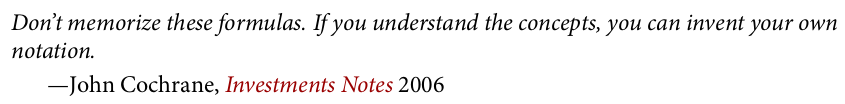 Don’t memorize these formulas. If you understand the concepts, you can invent your own
notation.
—John Cochrane, Investments Notes 2006